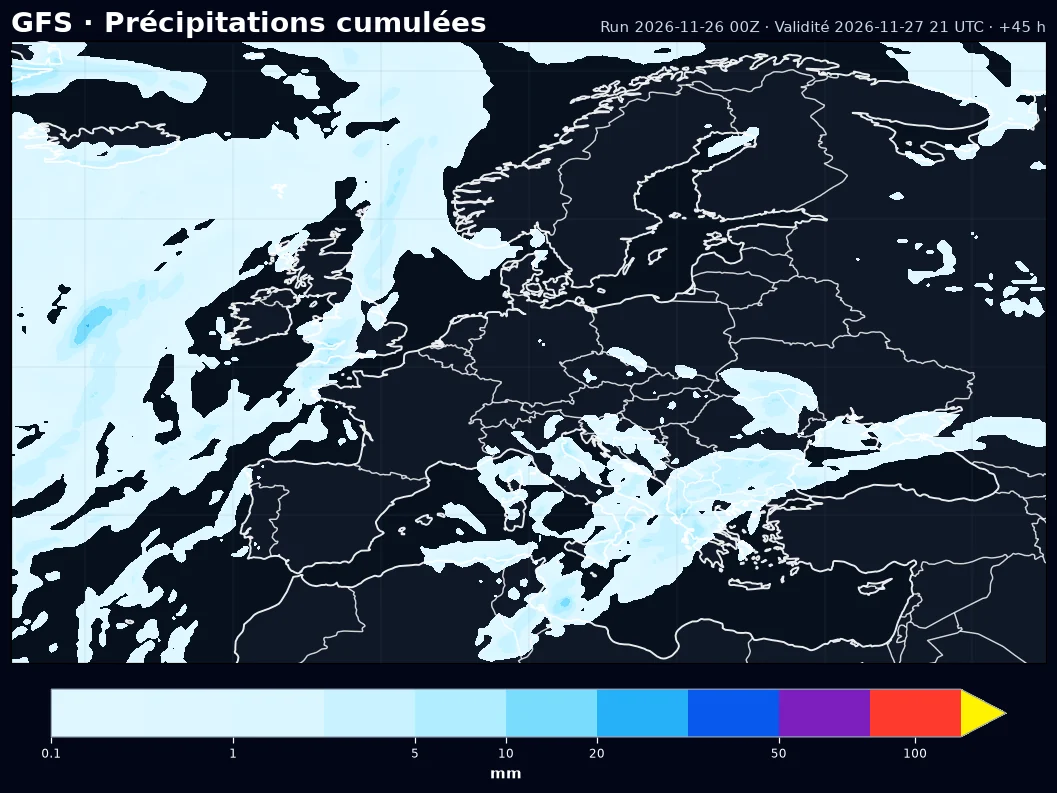 GFS · Précipitations cumulées
Run 2026-11-26 00Z · Validité 2026-11-27 21 UTC · +45 h
0.1 1 5 10 20 50 100
mm